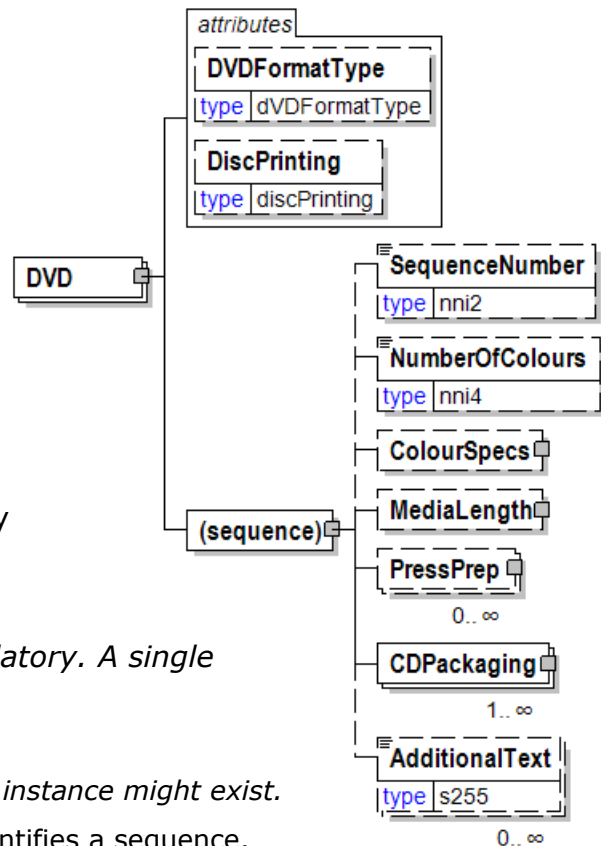 attributes
DVDFormatType
type dVDFormatType
DiscPrinting
type discPrinting
DVD
SequenceNumber
type nni2
NumberOfColours
type nni4
ColourSpecs
MediaLength
(sequence)
PressPrep
0.. ∞
CDPackaging
1.. ∞
AdditionalText
type s255
0.. ∞
latory. A single
instance might exist.
ntifies a sequence.